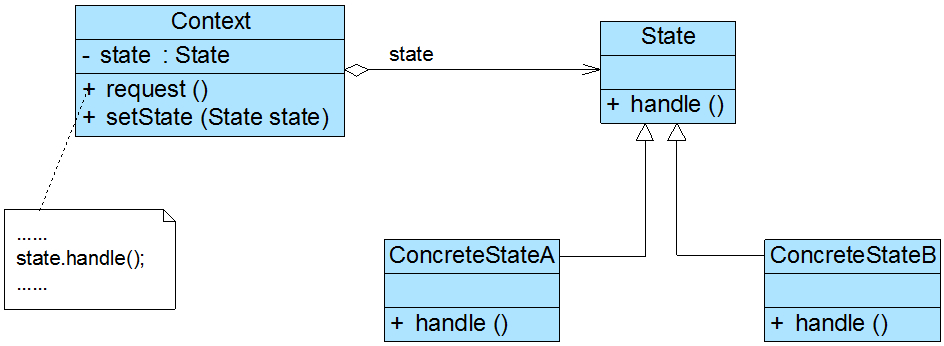 Context
- state : State
+ request ()
+ setState (State state)
state
State
+ handle ()
......
state.handle();
......
ConcreteStateA
+ handle ()
ConcreteStateB
+ handle ()